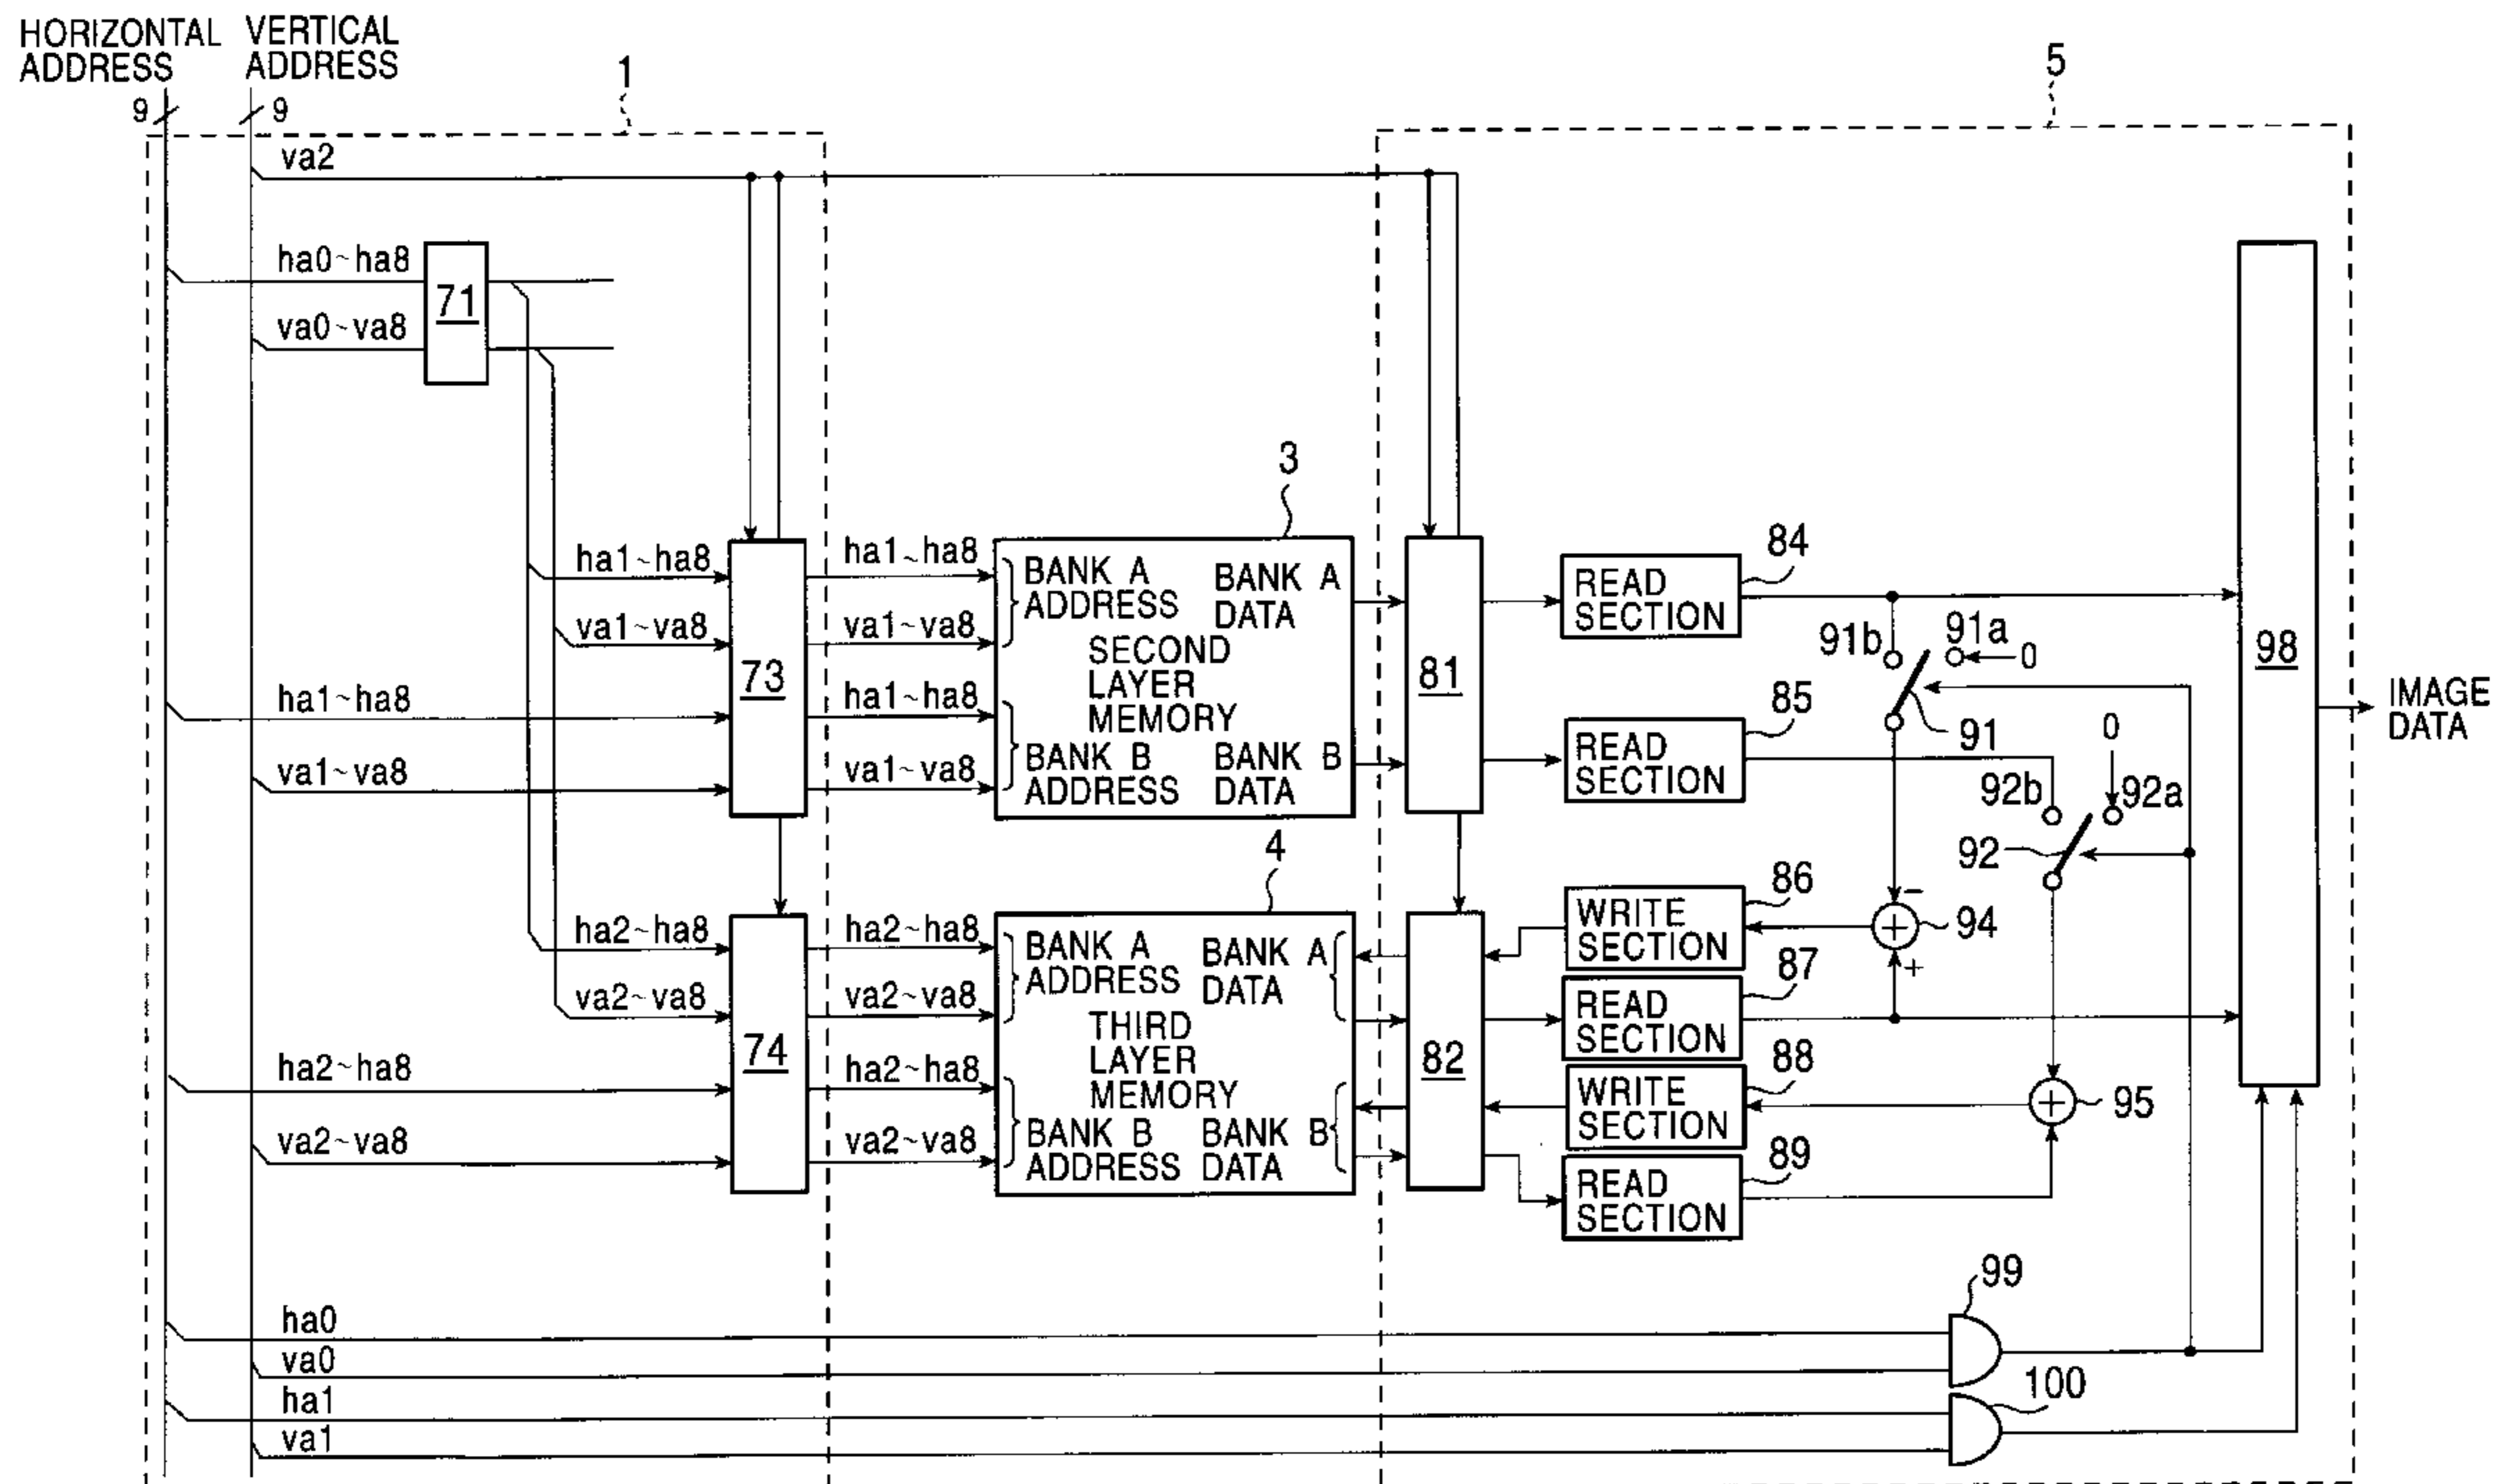 HORIZONTAL
ADDRESS
VERTICAL
ADDRESS
9
9
1
5
va2
ha0~ha8
va0~va8
71
3
ha1~ha8
va1~va8
ha1~ha8
va1~va8
73
ha1~ha8
va1~va8
ha1~ha8
va1~va8
BANK A
ADDRESS
BANK A
DATA
SECOND
LAYER
MEMORY
BANK B
ADDRESS
BANK B
DATA
81
READ
SECTION
84
READ
SECTION
85
91b
91a
0
91
0
92b
92a
92
98
IMAGE
DATA
4
ha2~ha8
va2~va8
ha2~ha8
va2~va8
74
ha2~ha8
va2~va8
ha2~ha8
va2~va8
BANK A
ADDRESS
BANK A
DATA
THIRD
LAYER
MEMORY
BANK B
ADDRESS
BANK B
DATA
82
WRITE
SECTION
86
READ
SECTION
87
WRITE
SECTION
88
READ
SECTION
89
−
+
94
+
+
95
ha0
va0
ha1
va1
99
100